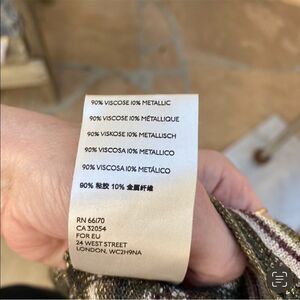 90% VISCOSE 10% METALLIC
90% VISCOSE 10% MÉTALLIQUE
90% VISKOSE 10% METALLISCH
90% VISCOSA 10% METALLICO
90% VISCOSA 10% METÁLICO
90% 粘胶 10% 金属纤维
RN 66170
CA 32054
FOR EU
24 WEST STREET
LONDON, WC2H9NA